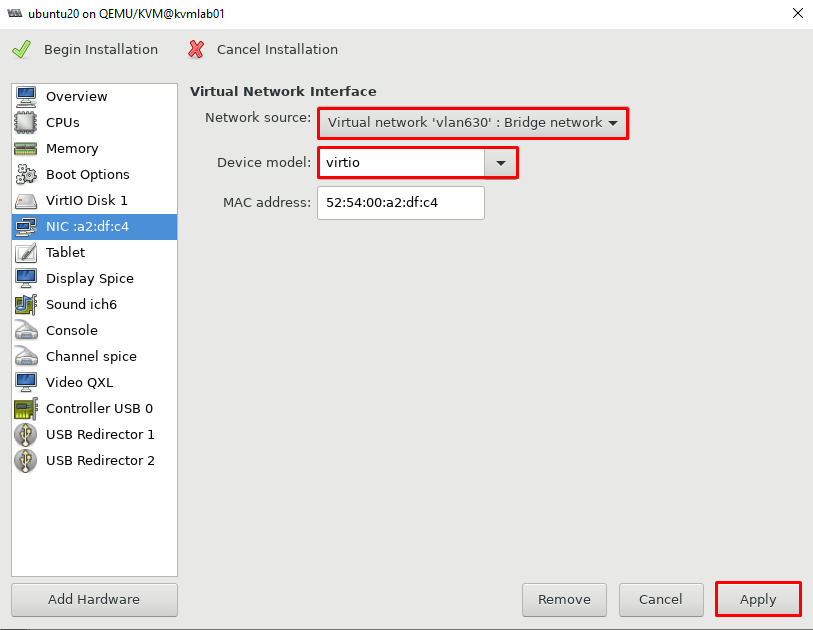 ubuntu20 on QEMU/KVM@kvmlab01
Begin Installation
Cancel Installation
Overview
CPUs
Memory
Boot Options
VirtIO Disk 1
NIC :a2:df:c4
Tablet
Display Spice
Sound ich6
Console
Channel spice
Video QXL
Controller USB 0
USB Redirector 1
USB Redirector 2
Add Hardware
Virtual Network Interface
Network source: Virtual network 'vlan630' : Bridge network
Device model: virtio
MAC address: 52:54:00:a2:df:c4
Remove
Cancel
Apply